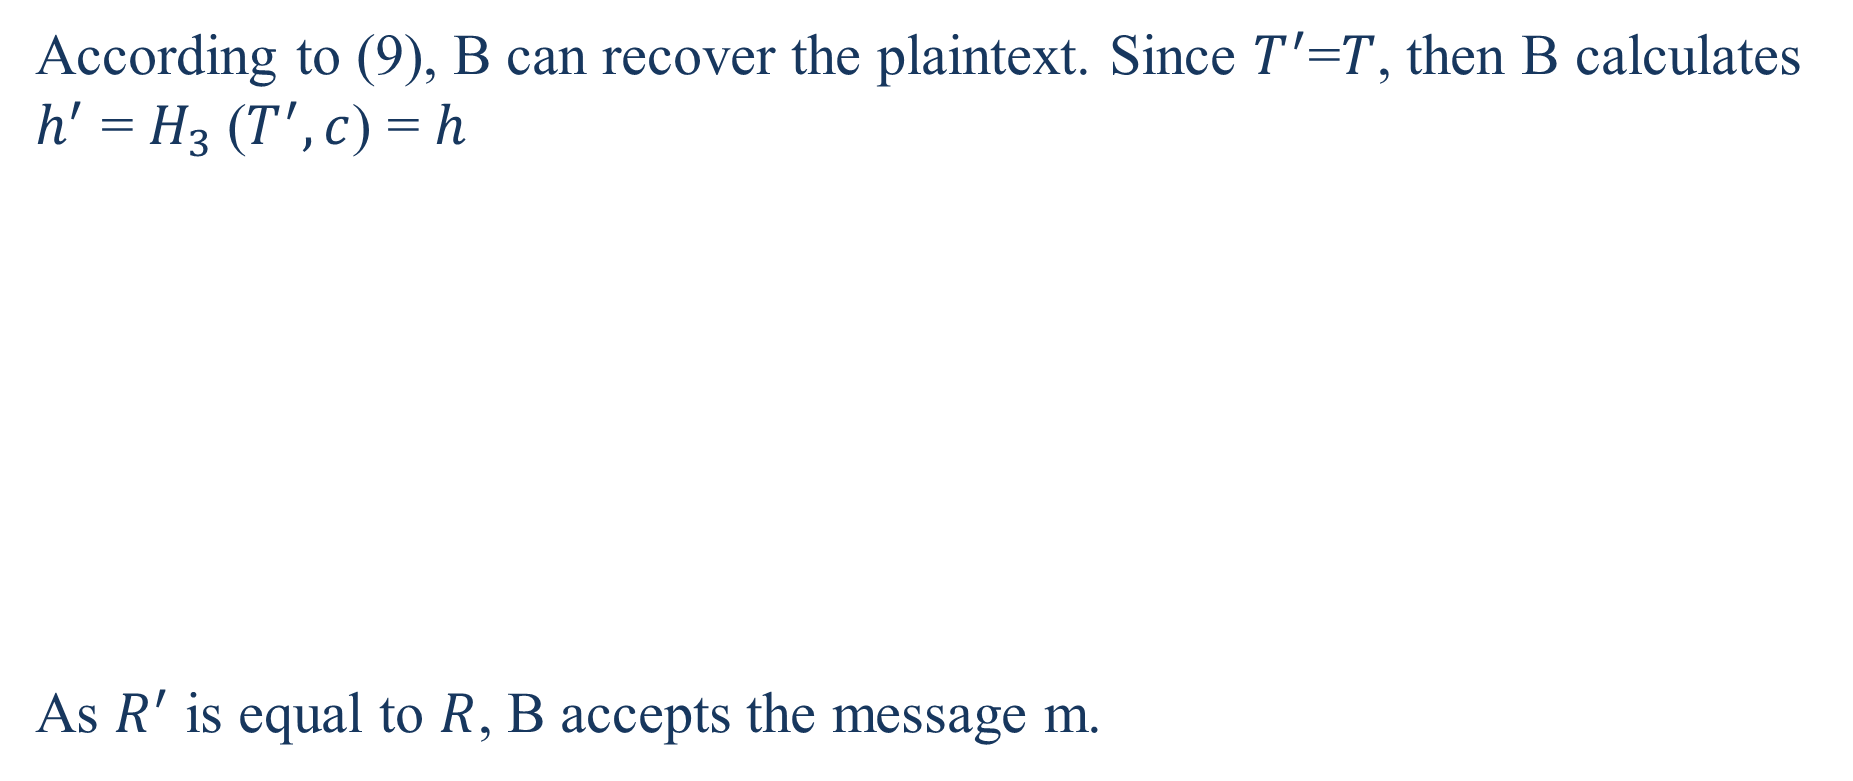 According to (9), B can recover the plaintext. Since T′=T, then B calculates
h′ = H₃ (T′, c) = h
As R′ is equal to R, B accepts the message m.